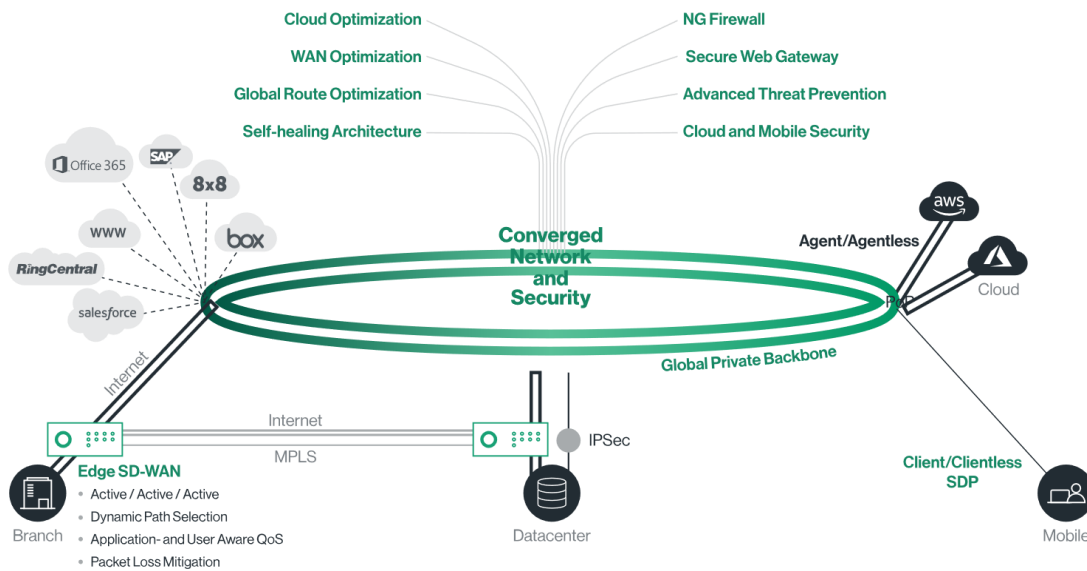 Cloud Optimization
WAN Optimization
Global Route Optimization
Self-healing Architecture
NG Firewall
Secure Web Gateway
Advanced Threat Prevention
Cloud and Mobile Security
Office 365
SAP
8x8
www
box
RingCentral
salesforce
Converged
Network
and
Security
Agent/Agentless
aws
Cloud
PoP
Global Private Backbone
Internet
Internet
MPLS
IPSec
Edge SD-WAN
• Active / Active / Active
• Dynamic Path Selection
• Application- and User Aware QoS
• Packet Loss Mitigation
Branch
Datacenter
Client/Clientless
SDP
Mobile